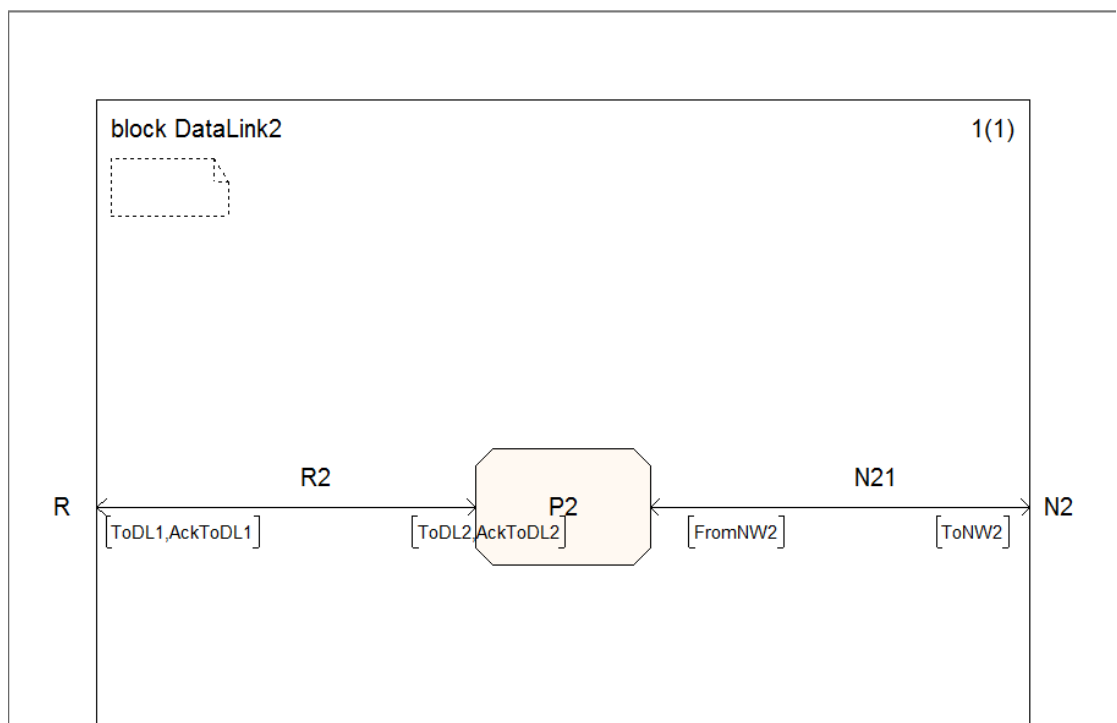 block DataLink2
1(1)
R2
N21
R
P2
N2
[ToDL1,AckToDL1]
[ToDL2,AckToDL2]
[FromNW2]
[ToNW2]